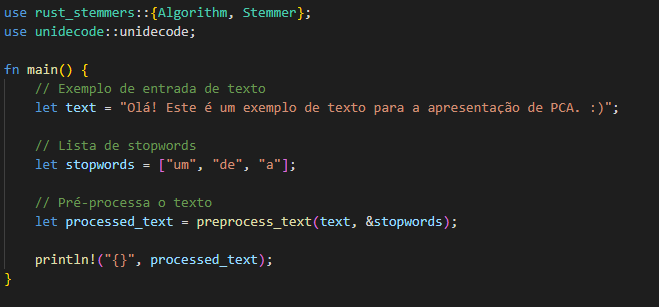 use rust_stemmers::{Algorithm, Stemmer};
use unidecode::unidecode;
fn main() {
// Exemplo de entrada de texto
let text = "Olá! Este é um exemplo de texto para a apresentação de PCA. :)";
// Lista de stopwords
let stopwords = ["um", "de", "a"];
// Pré-processa o texto
let processed_text = preprocess_text(text, &stopwords);
println!("{}", processed_text);
}